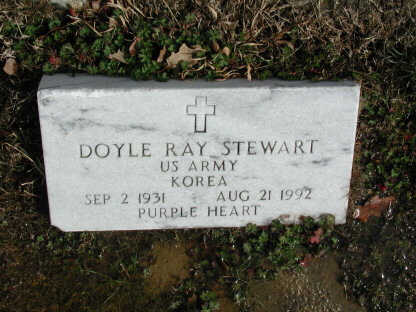 DOYLE RAY STEWART
US ARMY
KOREA
SEP 2 1931 AUG 21 1992
PURPLE HEART